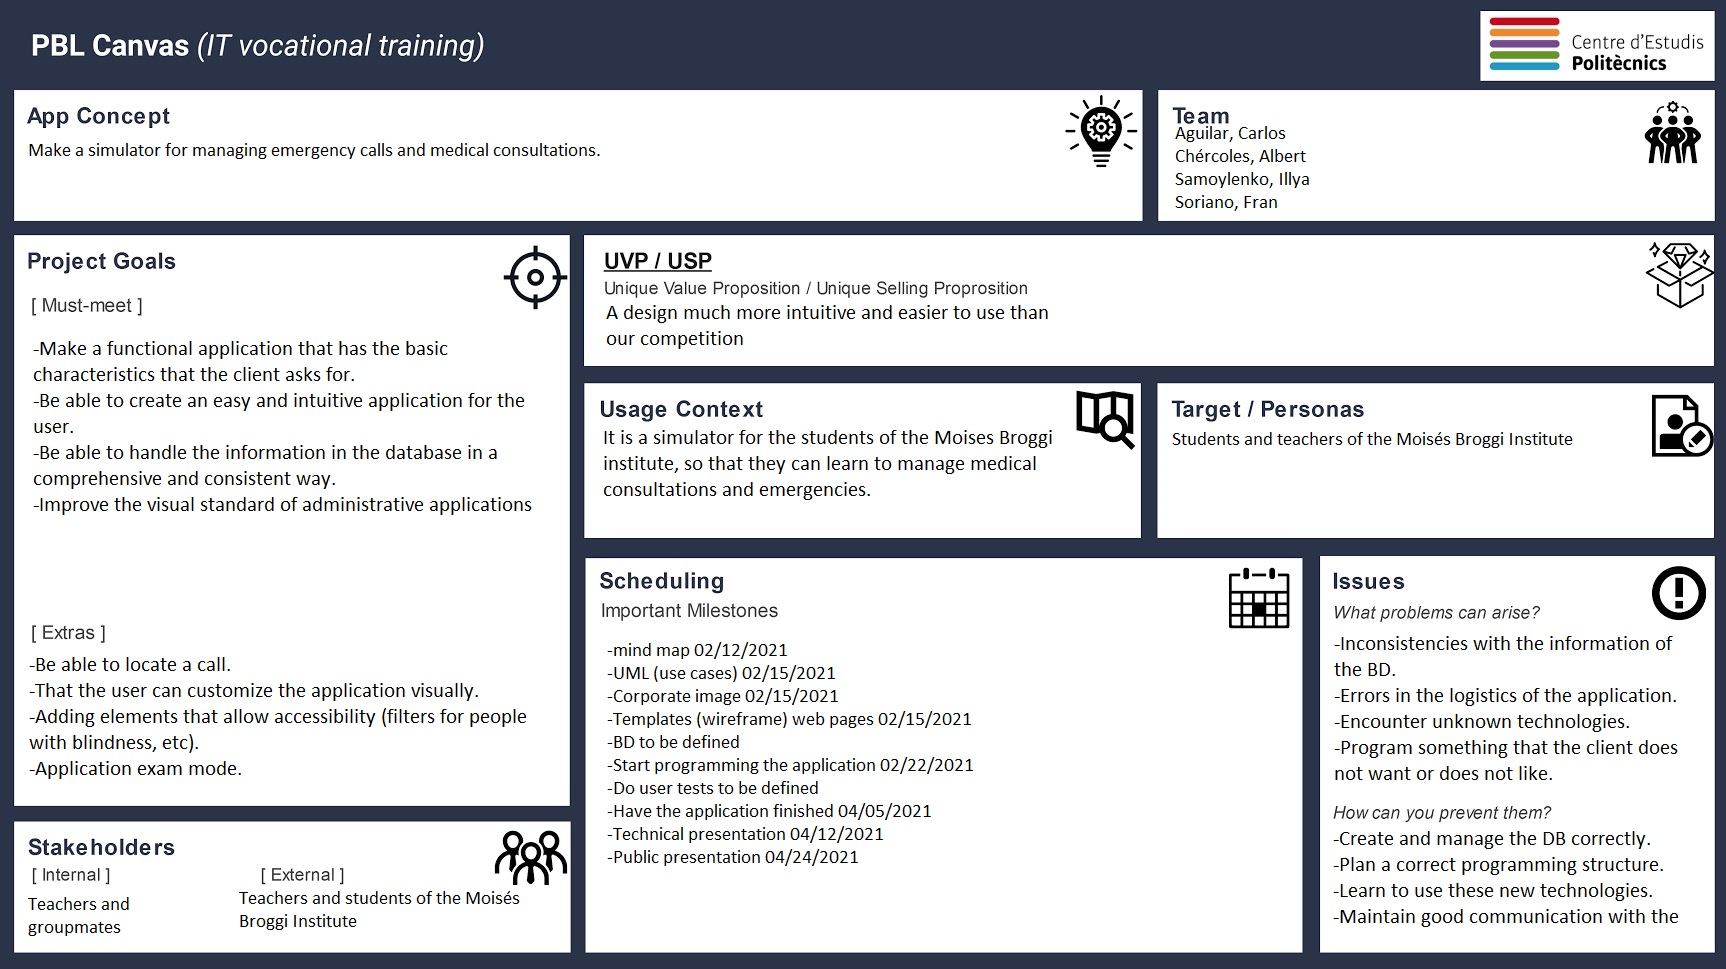 PBL Canvas (IT vocational training)
Centre d'Estudis
Politècnics
App Concept
Make a simulator for managing emergency calls and medical consultations.
Team
Aguilar, Carlos
Chércoles, Albert
Samoylenko, Illya
Soriano, Fran
Project Goals
[ Must-meet ]
-Make a functional application that has the basic
characteristics that the client asks for.
-Be able to create an easy and intuitive application for the
user.
-Be able to handle the information in the database in a
comprehensive and consistent way.
-Improve the visual standard of administrative applications
[ Extras ]
-Be able to locate a call.
-That the user can customize the application visually.
-Adding elements that allow accessibility (filters for people
with blindness, etc).
-Application exam mode.
Stakeholders
[ Internal ]
Teachers and
groupmates
[ External ]
Teachers and students of the Moisés
Broggi Institute
UVP / USP
Unique Value Proposition / Unique Selling Proprosition
A design much more intuitive and easier to use than
our competition
Usage Context
It is a simulator for the students of the Moises Broggi
institute, so that they can learn to manage medical
consultations and emergencies.
Target / Personas
Students and teachers of the Moisés Broggi Institute
Scheduling
Important Milestones
-mind map 02/12/2021
-UML (use cases) 02/15/2021
-Corporate image 02/15/2021
-Templates (wireframe) web pages 02/15/2021
-BD to be defined
-Start programming the application 02/22/2021
-Do user tests to be defined
-Have the application finished 04/05/2021
-Technical presentation 04/12/2021
-Public presentation 04/24/2021
Issues
What problems can arise?
-Inconsistencies with the information of
the BD.
-Errors in the logistics of the application.
-Encounter unknown technologies.
-Program something that the client does
not want or does not like.
How can you prevent them?
-Create and manage the DB correctly.
-Plan a correct programming structure.
-Learn to use these new technologies.
-Maintain good communication with the